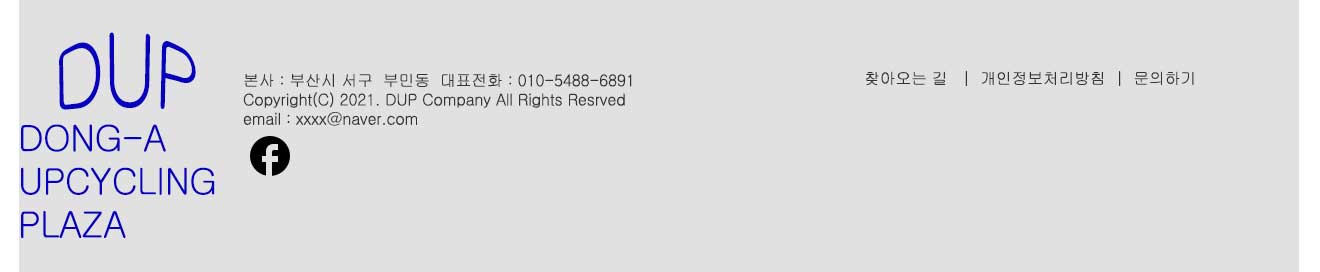 DUP
DONG-A
UPCYCLING
PLAZA
본사 : 부산시 서구 부민동 대표전화 : 010-5488-6891
Copyright(C) 2021. DUP Company All Rights Resrved
email : xxxx@naver.com
찾아오는 길 | 개인정보처리방침 | 문의하기